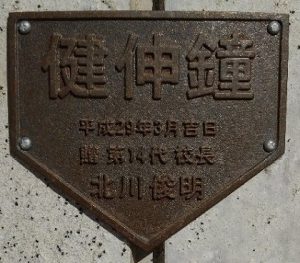 健伸鐘
平成29年3月吉日
贈 第14代 校長
北川 俊明